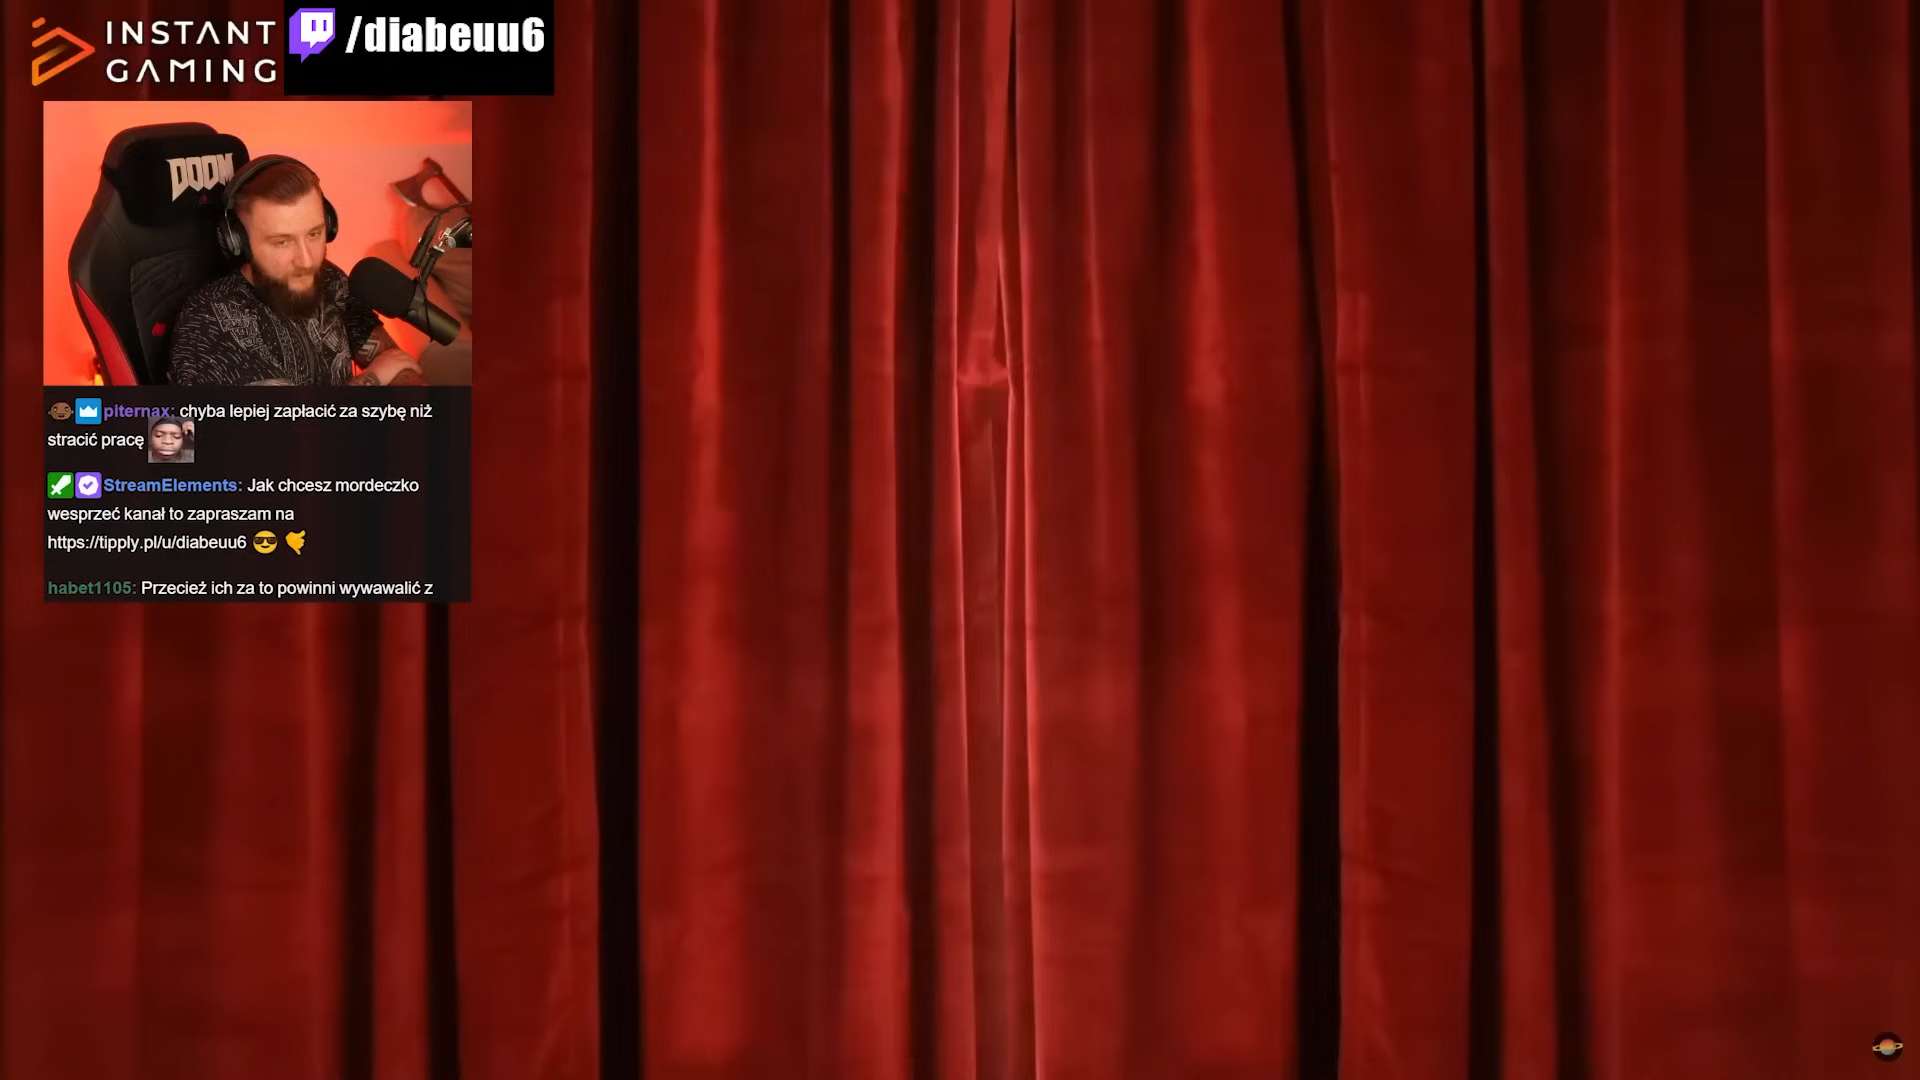 INSTANT
GAMING
/diabeuu6
DOOM
piternax: chyba lepiej zapłacić za szybę niż
stracić pracę
StreamElements: Jak chcesz mordeczko
wesprzeć kanał to zapraszam na
https://tipply.pl/u/diabeuu6 😎 🤙
habet1105: Przecież ich za to powinni wywawalić z